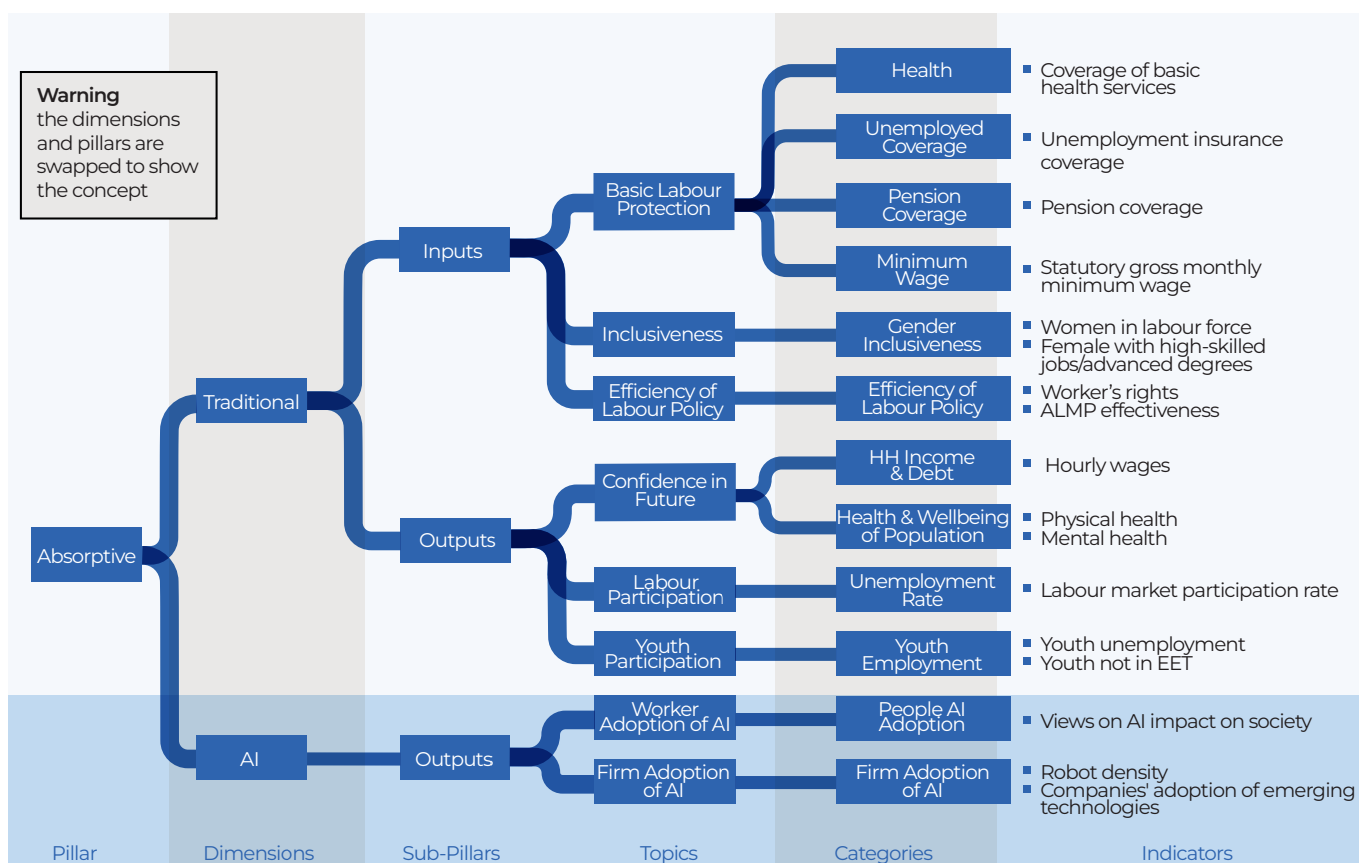 Warning
the dimensions
and pillars are
swapped to show
the concept
Absorptive
Traditional
AI
Inputs
Outputs
Outputs
Basic Labour
Protection
Inclusiveness
Efficiency of
Labour Policy
Confidence in
Future
Labour
Participation
Youth
Participation
Worker
Adoption of AI
Firm Adoption
of AI
Health
Unemployed
Coverage
Pension
Coverage
Minimum
Wage
Gender
Inclusiveness
Efficiency of
Labour Policy
HH Income
& Debt
Health & Wellbeing
of Population
Unemployment
Rate
Youth
Employment
People AI
Adoption
Firm Adoption
of AI
Coverage of basic
health services
Unemployment insurance
coverage
Pension coverage
Statutory gross monthly
minimum wage
Women in labour force
Female with high-skilled
jobs/advanced degrees
Worker's rights
ALMP effectiveness
Hourly wages
Physical health
Mental health
Labour market participation rate
Youth unemployment
Youth not in EET
Views on AI impact on society
Robot density
Companies' adoption of emerging
technologies
Pillar
Dimensions
Sub-Pillars
Topics
Categories
Indicators